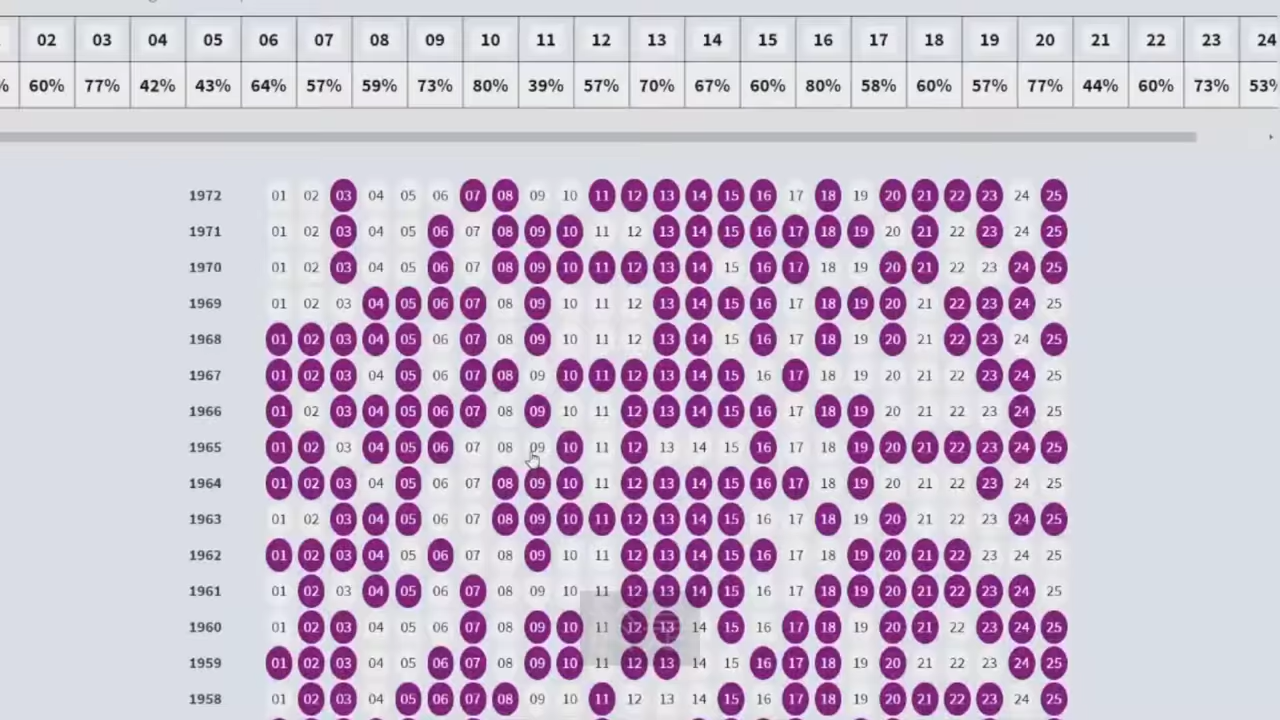 02 03 04 05 06 07 08 09 10 11 12 13 14 15 16 17 18 19 20 21 22 23 24
% 60% 77% 42% 43% 64% 57% 59% 73% 80% 39% 57% 70% 67% 60% 80% 58% 60% 57% 77% 44% 60% 73% 53%
1972 01 02 03 04 05 06 07 08 09 10 11 12 13 14 15 16 17 18 19 20 21 22 23 24 25
1971 01 02 03 04 05 06 07 08 09 10 11 12 13 14 15 16 17 18 19 20 21 22 23 24 25
1970 01 02 03 04 05 06 07 08 09 10 11 12 13 14 15 16 17 18 19 20 21 22 23 24 25
1969 01 02 03 04 05 06 07 08 09 10 11 12 13 14 15 16 17 18 19 20 21 22 23 24 25
1968 01 02 03 04 05 06 07 08 09 10 11 12 13 14 15 16 17 18 19 20 21 22 23 24 25
1967 01 02 03 04 05 06 07 08 09 10 11 12 13 14 15 16 17 18 19 20 21 22 23 24 25
1966 01 02 03 04 05 06 07 08 09 10 11 12 13 14 15 16 17 18 19 20 21 22 23 24 25
1965 01 02 03 04 05 06 07 08 09 10 11 12 13 14 15 16 17 18 19 20 21 22 23 24 25
1964 01 02 03 04 05 06 07 08 09 10 11 12 13 14 15 16 17 18 19 20 21 22 23 24 25
1963 01 02 03 04 05 06 07 08 09 10 11 12 13 14 15 16 17 18 19 20 21 22 23 24 25
1962 01 02 03 04 05 06 07 08 09 10 11 12 13 14 15 16 17 18 19 20 21 22 23 24 25
1961 01 02 03 04 05 06 07 08 09 10 11 12 13 14 15 16 17 18 19 20 21 22 23 24 25
1960 01 02 03 04 05 06 07 08 09 10 11 12 13 14 15 16 17 18 19 20 21 22 23 24 25
1959 01 02 03 04 05 06 07 08 09 10 11 12 13 14 15 16 17 18 19 20 21 22 23 24 25
1958 01 02 03 04 05 06 07 08 09 10 11 12 13 14 15 16 17 18 19 20 21 22 23 24 25